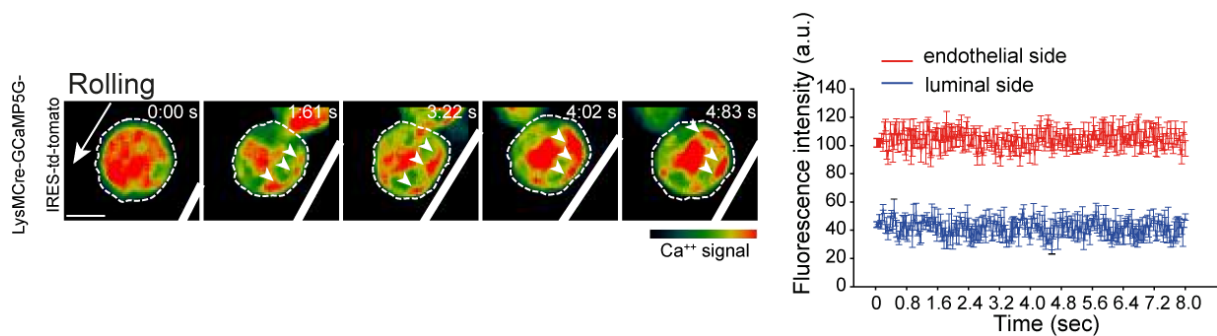 LysMCre-GCaMP5G-
IRES-td-tomato
Rolling
0:00 s
1:61 s
3:22 s
4:02 s
4:83 s
Ca++ signal
endothelial side
luminal side
Fluorescence intensity (a.u.)
140
120
100
80
60
40
20
0
0 0.8 1.6 2.4 3.2 4.0 4.8 5.6 6.4 7.2 8.0
Time (sec)